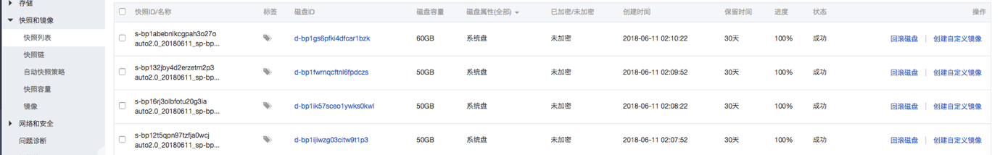 存储
快照和镜像
快照列表
快照链
自动快照策略
快照容量
镜像
网络和安全
问题诊断
快照ID/名称 标签 磁盘ID 磁盘容量 磁盘属性(全部) 已加密/未加密 创建时间 保留时间 进度 状态 操作
s-bp1abebnlkcgpah3o27o
auto2.0_20180611_sp-bp... d-bp1gs6pfki4dfcar1bzk 60GB 系统盘 未加密 2018-06-11 02:10:22 30天 100% 成功 回滚磁盘 | 创建自定义镜像
s-bp132jby4d2erzetm2p3
auto2.0_20180611_sp-bp... d-bp1fwrnqcftnl6fpdczs 50GB 系统盘 未加密 2018-06-11 02:09:52 30天 100% 成功 回滚磁盘 | 创建自定义镜像
s-bp16rj3olbfotu20g3ia
auto2.0_20180611_sp-bp... d-bp1ik57sceo1ywks0kwl 50GB 系统盘 未加密 2018-06-11 02:08:22 30天 100% 成功 回滚磁盘 | 创建自定义镜像
s-bp12t5qpn97tzfja0wcj
auto2.0_20180611_sp-bp... d-bp1ijiwzg03citw9t1p3 50GB 系统盘 未加密 2018-06-11 02:07:52 30天 100% 成功 回滚磁盘 | 创建自定义镜像